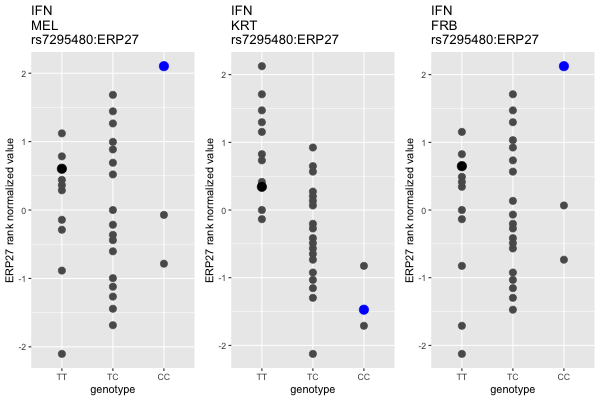 IFN
MEL
rs7295480:ERP27
ERP27 rank normalized value
2
1
0
-1
-2
TT
TC
CC
genotype
IFN
KRT
rs7295480:ERP27
ERP27 rank normalized value
2
1
0
-1
-2
TT
TC
CC
genotype
IFN
FRB
rs7295480:ERP27
ERP27 rank normalized value
2
1
0
-1
-2
TT
TC
CC
genotype